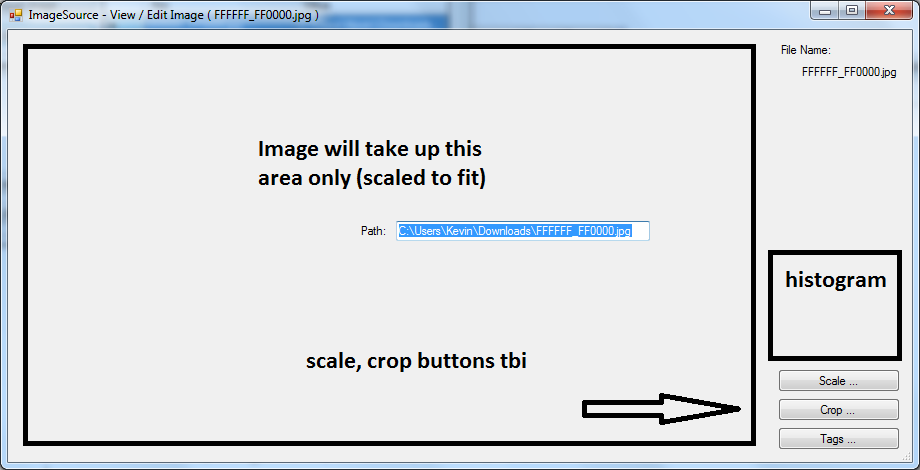 ImageSource - View / Edit Image ( FFFFFF_FF0000.jpg )
File Name:
FFFFFF_FF0000.jpg
Image will take up this
area only (scaled to fit)
Path: C:\Users\Kevin\Downloads\FFFFFF_FF0000.jpg
histogram
scale, crop buttons tbi
Scale ...
Crop ...
Tags ...